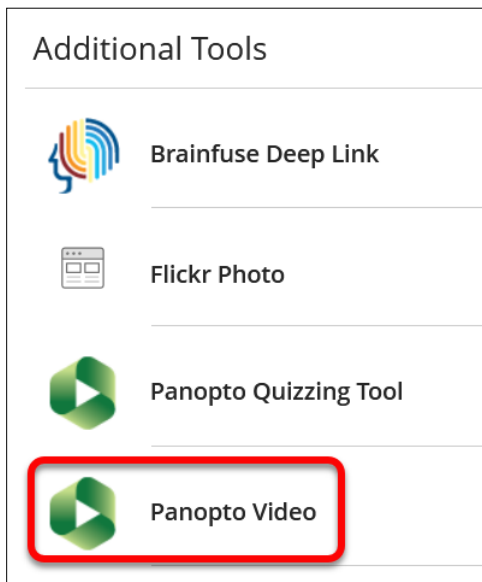 Additional Tools
Brainfuse Deep Link
Flickr Photo
Panopto Quizzing Tool
Panopto Video